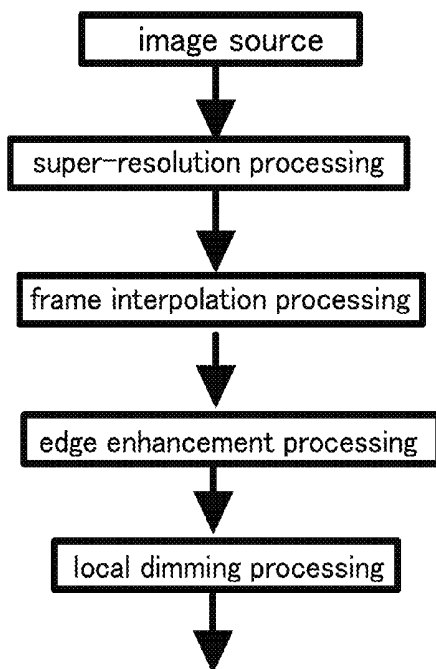 image source
super-resolution processing
frame interpolation processing
edge enhancement processing
local dimming processing